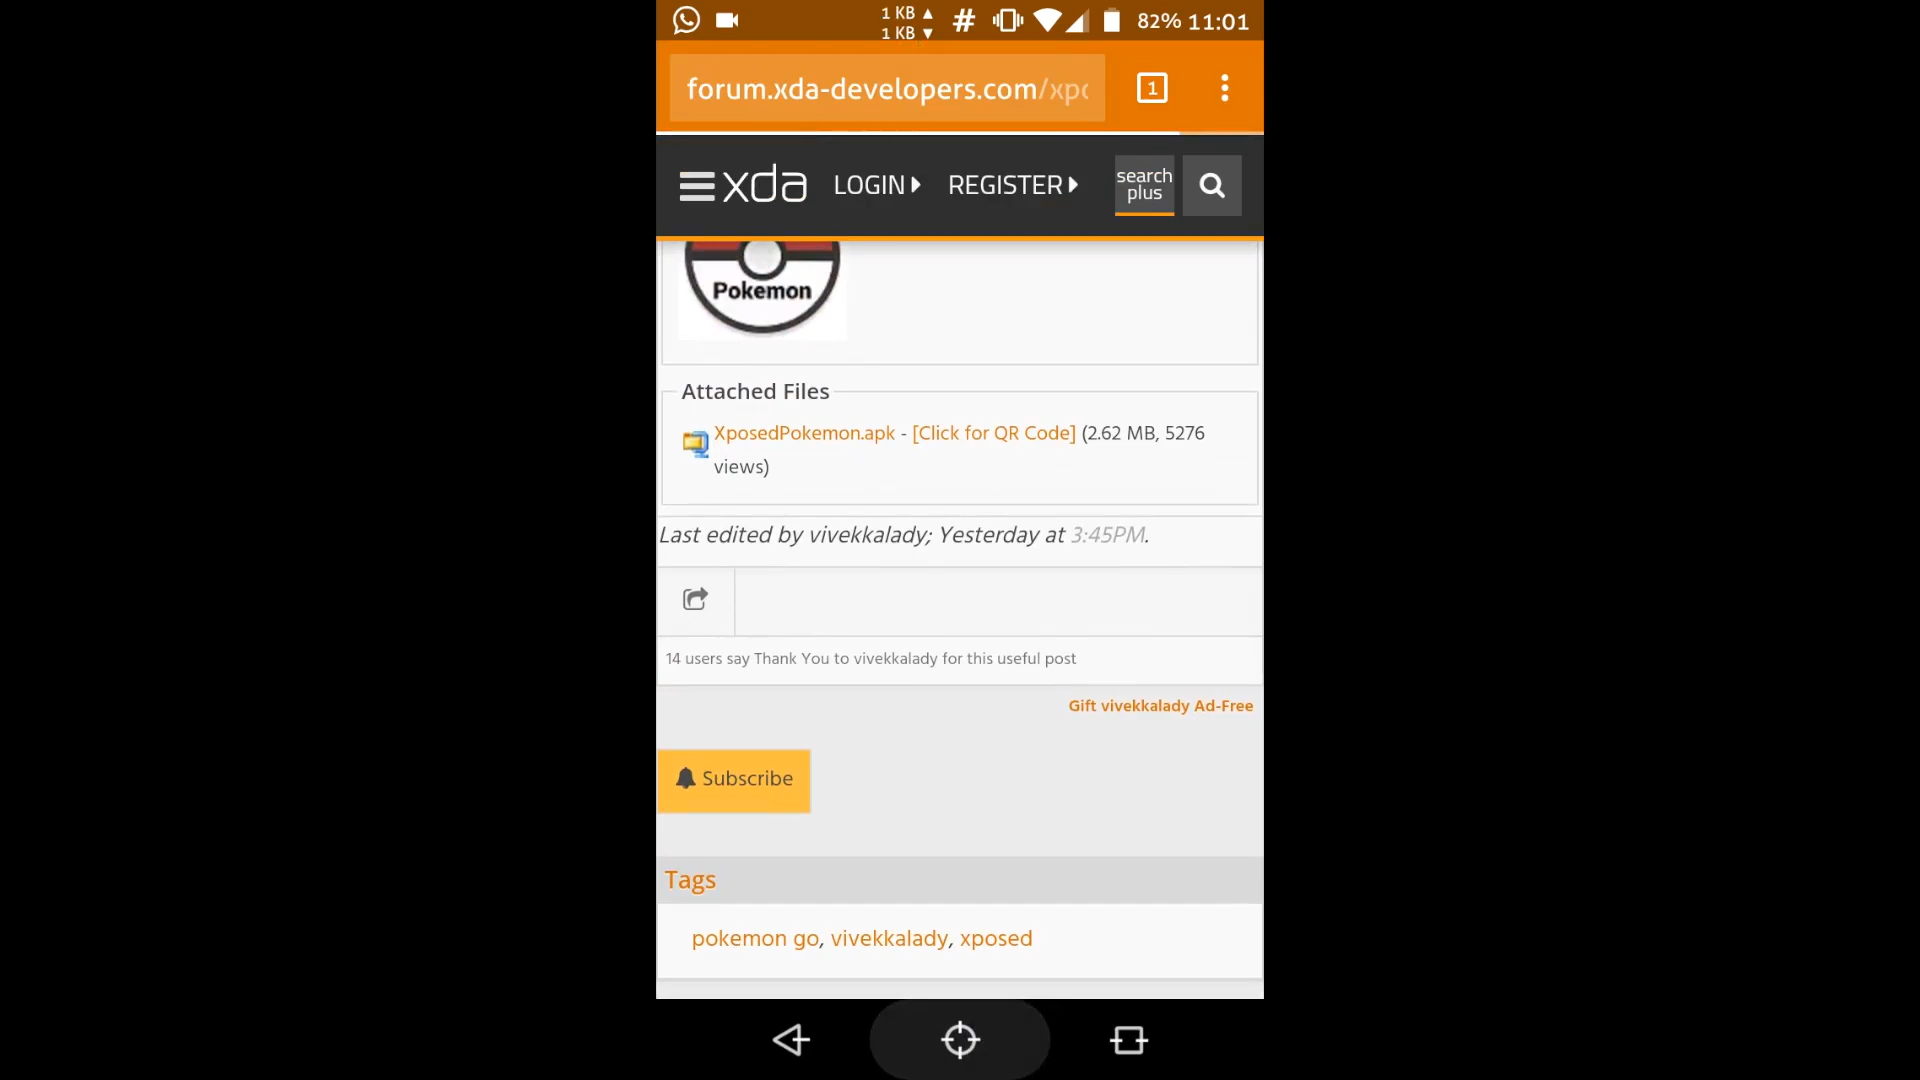 1 KB ▲
1 KB ▼
82% 11:01
forum.xda-developers.com/xpo
1
xda LOGIN REGISTER search plus
Pokemon
Attached Files
XposedPokemon.apk - [Click for QR Code] (2.62 MB, 5276
views)
Last edited by vivekkalady; Yesterday at 3:45PM.
14 users say Thank You to vivekkalady for this useful post
Gift vivekkalady Ad-Free
Subscribe
Tags
pokemon go, vivekkalady, xposed